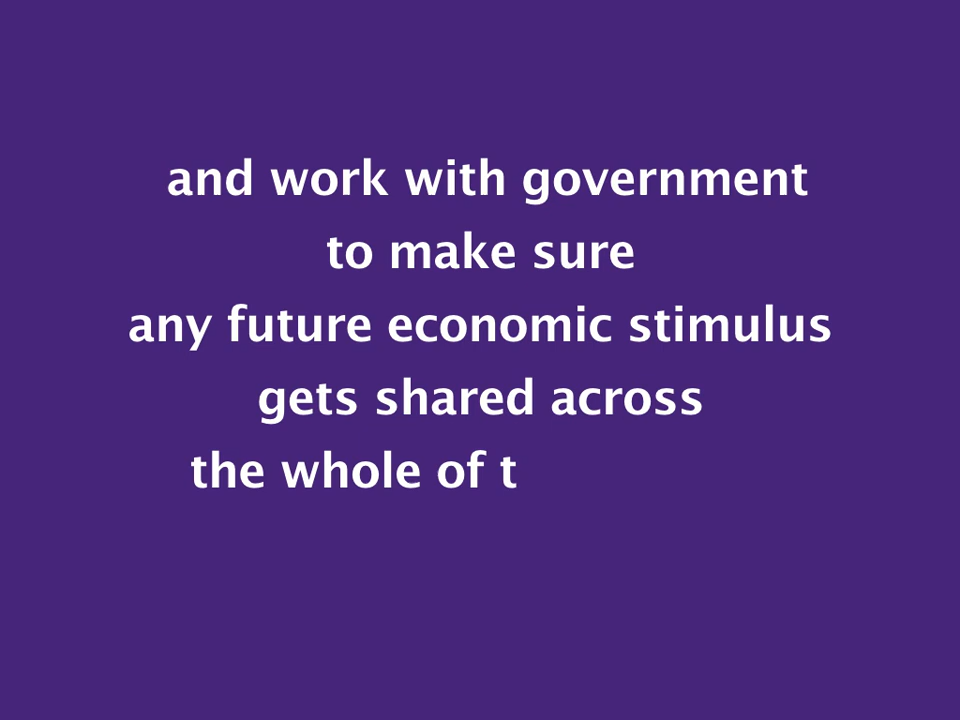 and work with government
to make sure
any future economic stimulus
gets shared across
the whole of t